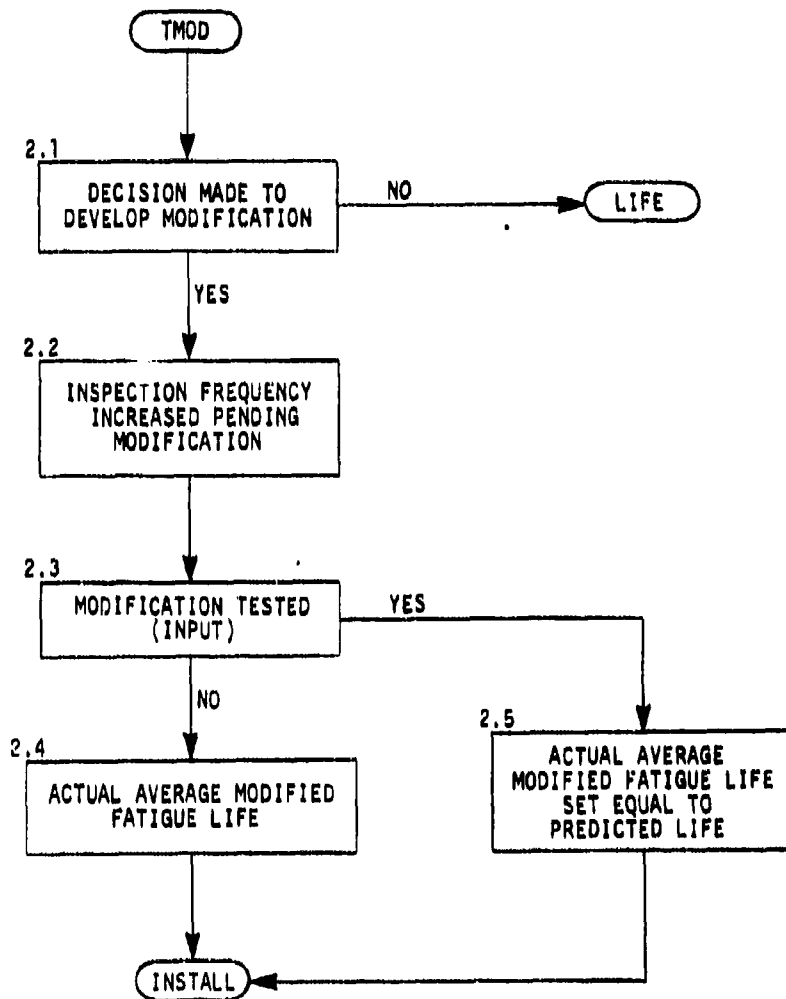 TMOD
2.1
DECISION MADE TO
DEVELOP MODIFICATION
NO
LIFE
YES
2.2
INSPECTION FREQUENCY
INCREASED PENDING
MODIFICATION
2.3
MODIFICATION TESTED
(INPUT)
YES
NO
2.4
ACTUAL AVERAGE MODIFIED
FATIGUE LIFE
2.5
ACTUAL AVERAGE
MODIFIED FATIGUE LIFE
SET EQUAL TO
PREDICTED LIFE
INSTALL